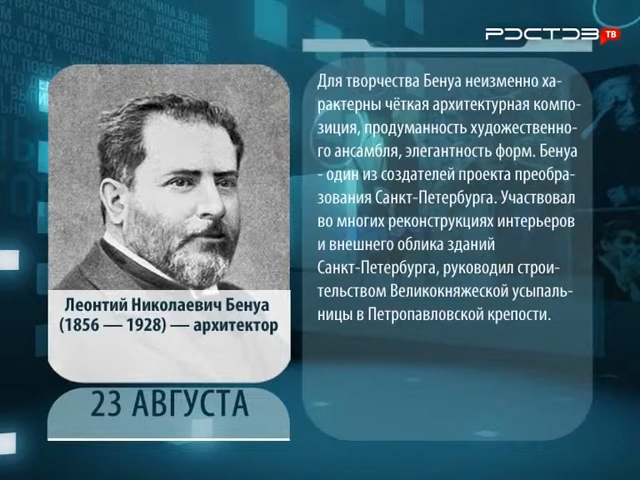 РОСТОВ ТВ
Для творчества Бенуа неизменно ха-
рактерны чёткая архитектурная компо-
зиция, продуманность художественно-
го ансамбля, элегантность форм. Бенуа
- один из создателей проекта преобра-
зования Санкт-Петербурга. Участвовал
во многих реконструкциях интерьеров
и внешнего облика зданий
Санкт-Петербурга, руководил строи-
тельством Великокняжеской усыпаль-
ницы в Петропавловской крепости.
Леонтий Николаевич Бенуа
(1856 — 1928) — архитектор
23 АВГУСТА